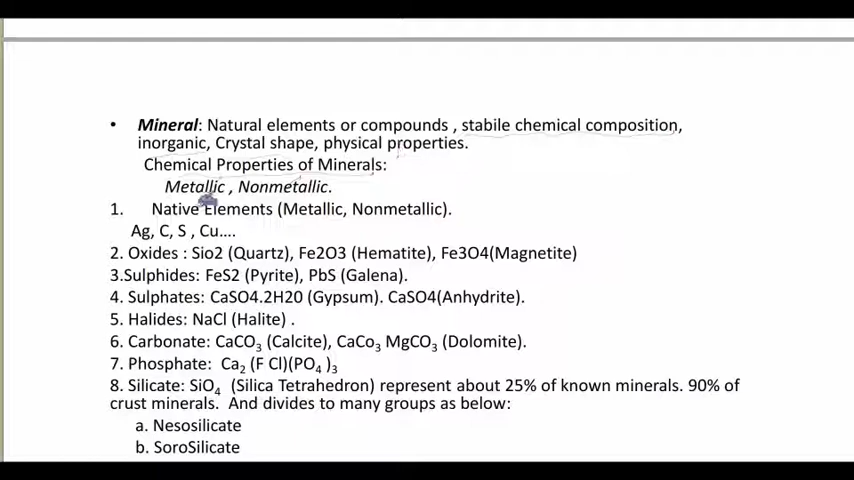 • Mineral: Natural elements or compounds , stabile chemical composition,
inorganic, Crystal shape, physical properties.
Chemical Properties of Minerals:
Metallic , Nonmetallic.
1. Native Elements (Metallic, Nonmetallic).
Ag, C, S , Cu....
2. Oxides : Sio2 (Quartz), Fe2O3 (Hematite), Fe3O4(Magnetite)
3.Sulphides: FeS2 (Pyrite), PbS (Galena).
4. Sulphates: CaSO4.2H20 (Gypsum). CaSO4(Anhydrite).
5. Halides: NaCl (Halite) .
6. Carbonate: CaCO₃ (Calcite), CaCo₃ MgCO₃ (Dolomite).
7. Phosphate: Ca₂ (F Cl)(PO₄ )₃
8. Silicate: SiO₄ (Silica Tetrahedron) represent about 25% of known minerals. 90% of
crust minerals. And divides to many groups as below:
a. Nesosilicate
b. SoroSilicate